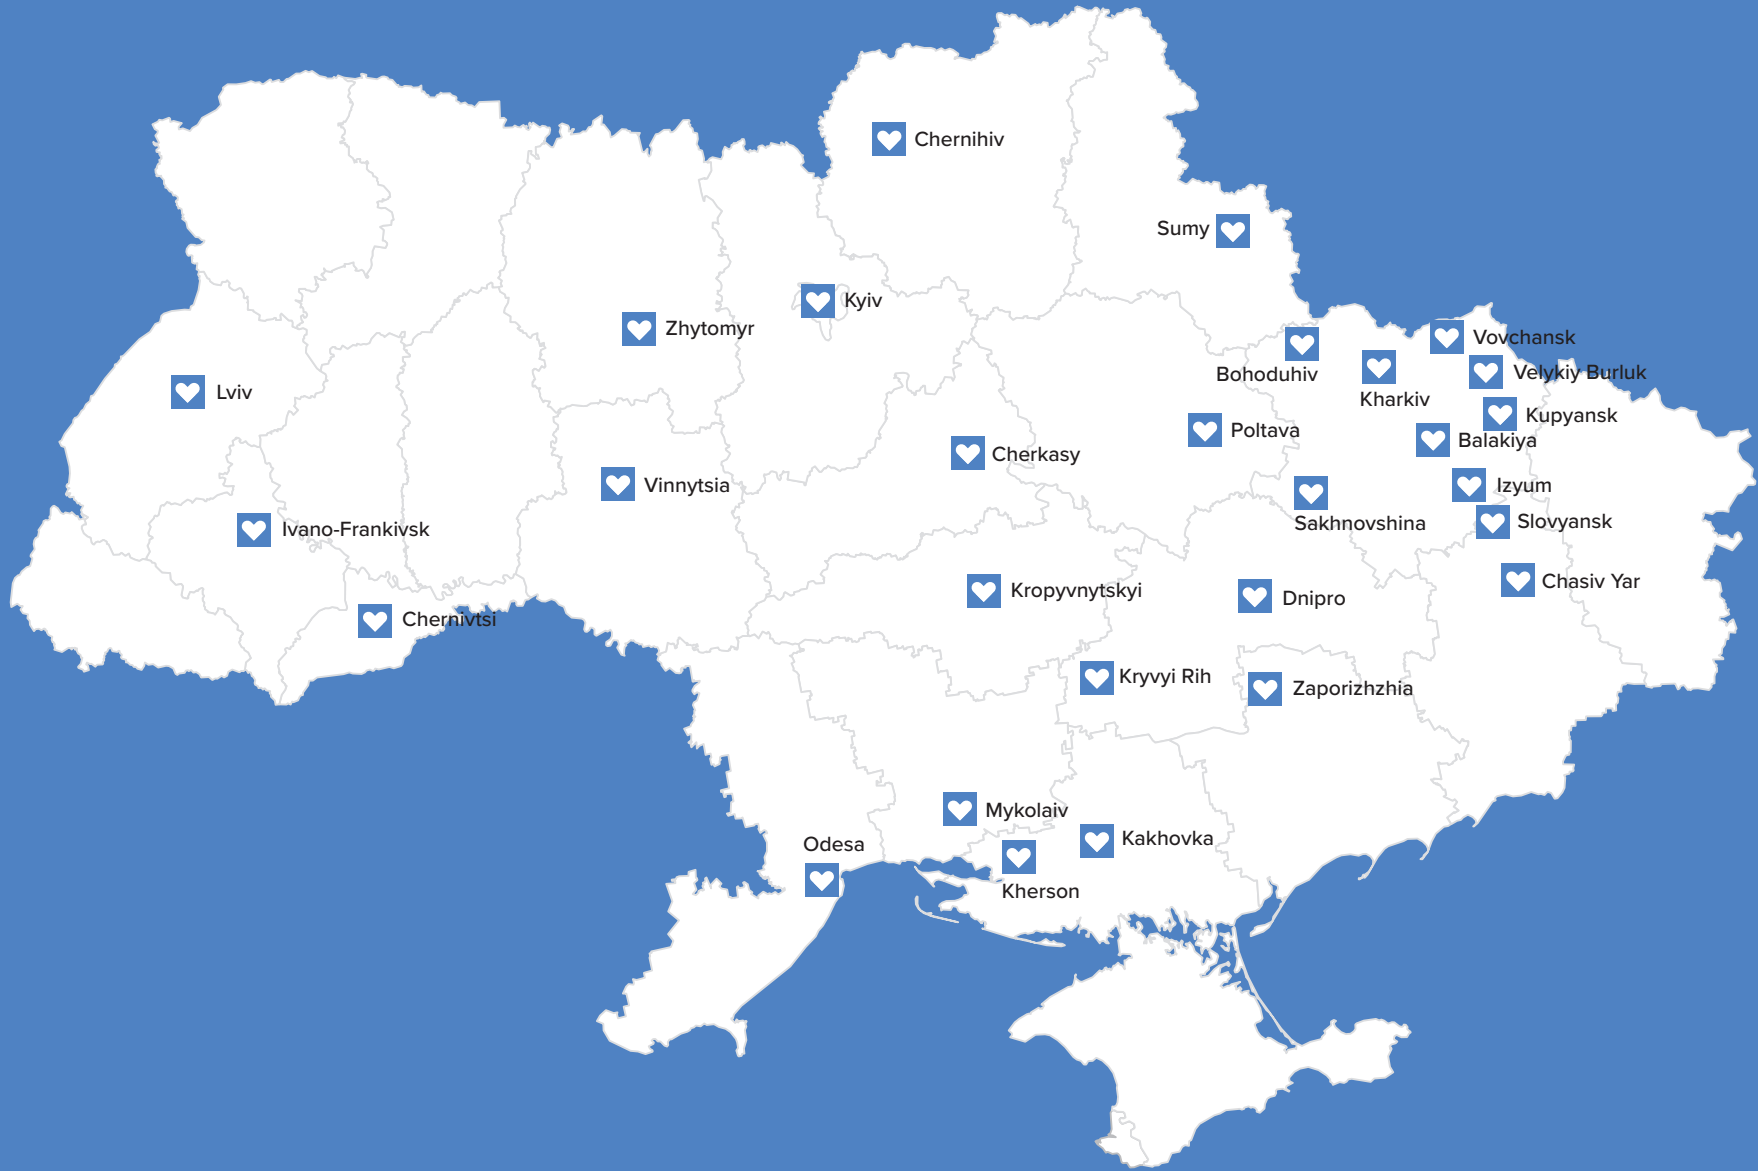 Chernihiv
Sumy
Kyiv
Zhytomyr
Vovchansk
Bohoduhiv
Velykiy Burluk
Lviv
Kharkiv
Kupyansk
Poltava
Balakiya
Cherkasy
Vinnytsia
Izyum
Sakhnovshina
Slovyansk
Ivano-Frankivsk
Chasiv Yar
Kropyvnytskyi
Dnipro
Chernivtsi
Kryvyi Rih
Zaporizhzhia
Mykolaiv
Kakhovka
Odesa
Kherson